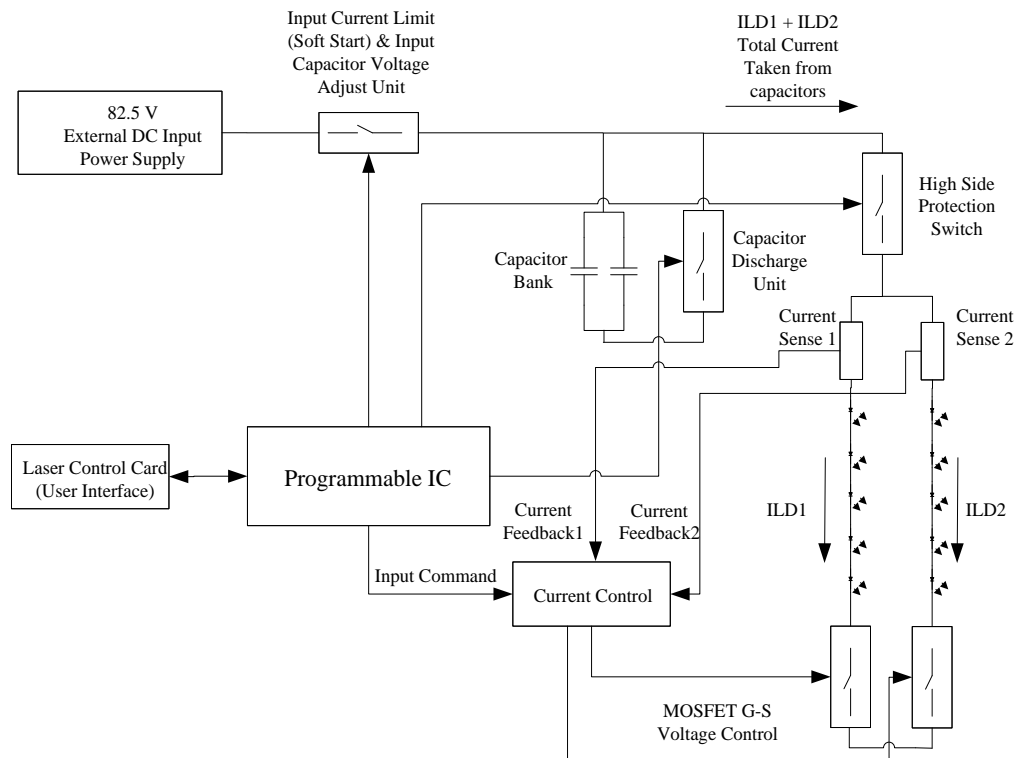 Input Current Limit
(Soft Start) & Input
Capacitor Voltage
Adjust Unit
ILD1 + ILD2
Total Current
Taken from
capacitors
82.5 V
External DC Input
Power Supply
High Side
Protection
Switch
Capacitor
Bank
Capacitor
Discharge
Unit
Current
Sense 1
Current
Sense 2
Laser Control Card
(User Interface)
Programmable IC
Current
Feedback1
Current
Feedback2
ILD1
ILD2
Input Command
Current Control
MOSFET G-S
Voltage Control